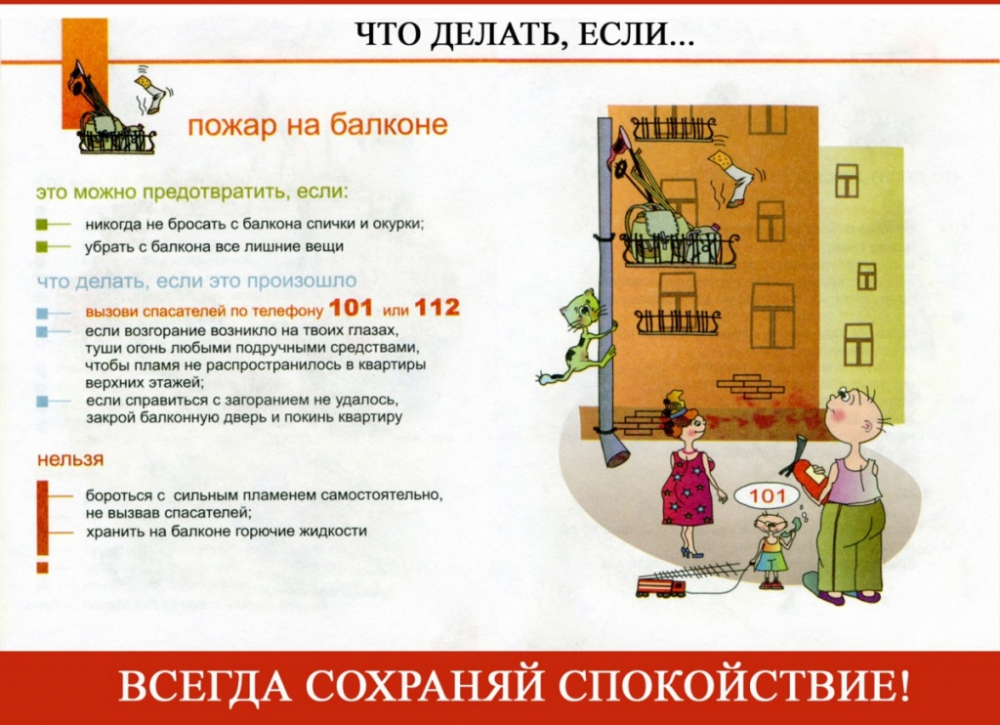 ЧТО ДЕЛАТЬ, ЕСЛИ...
пожар на балконе
это можно предотвратить, если:
никогда не бросать с балкона спички и окурки;
убрать с балкона все лишние вещи
что делать, если это произошло
вызови спасателей по телефону 101 или 112
если возгорание возникло на твоих глазах,
туши огонь любыми подручными средствами,
чтобы пламя не распространилось в квартиры
верхних этажей;
если справиться с загоранием не удалось,
закрой балконную дверь и покинь квартиру
нельзя
бороться с сильным пламенем самостоятельно,
не вызвав спасателей;
хранить на балконе горючие жидкости
101
ВСЕГДА СОХРАНЯЙ СПОКОЙСТВИЕ!